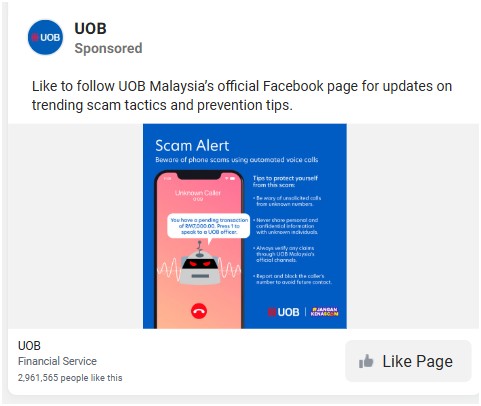 UOB
UOB
Sponsored
Like to follow UOB Malaysia's official Facebook page for updates on
trending scam tactics and prevention tips.
Scam Alert
Beware of phone scams using automated voice calls
Unknown Caller
Tips to protect yourself
from this scam:
• Be wary of unsolicited calls
from unknown numbers.
You have a pending transaction
of RM7,000.00. Press 1 to
speak to a UOB officer.
• Never share personal and
confidential information
with unknown individuals.
• Always verify any claims
through UOB Malaysia's
official channels.
• Report and block the caller's
number to avoid future contact.
UOB
#JANGAN
KENASCAM
UOB
Financial Service
2,961,565 people like this
Like Page